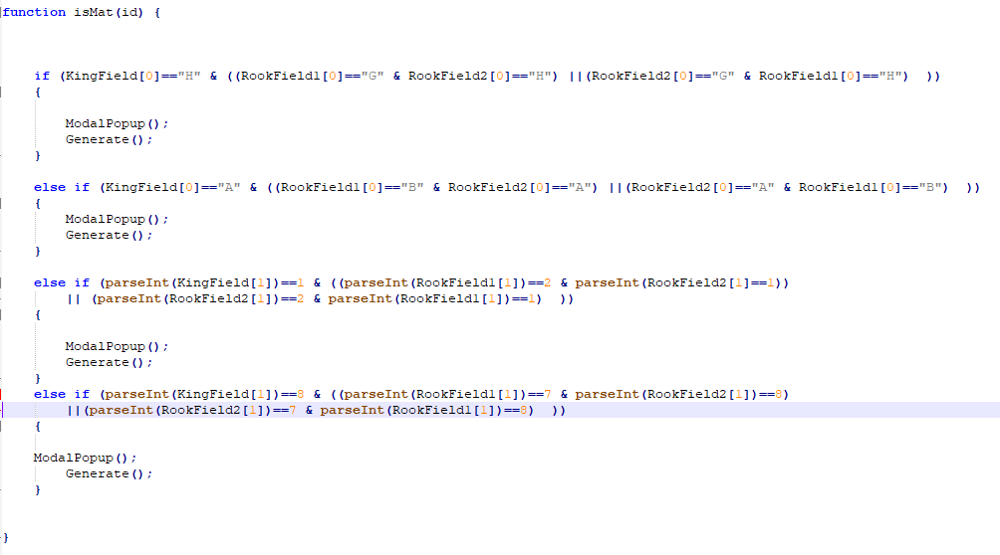 function isMat(id) {
if (KingField[0]=="H" & ((RookField1[0]=="G" & RookField2[0]=="H") ||(RookField2[0]=="G" & RookField1[0]=="H")  ))
{
ModalPopup();
Generate();
}
else if (KingField[0]=="A" & ((RookField1[0]=="B" & RookField2[0]=="A") ||(RookField2[0]=="A" & RookField1[0]=="B")  ))
{
ModalPopup();
Generate();
}
else if (parseInt(KingField[1])==1 & ((parseInt(RookField1[1])==2 & parseInt(RookField2[1]==1))
|| (parseInt(RookField2[1])==2 & parseInt(RookField1[1])==1)  ))
{
ModalPopup();
Generate();
}
else if (parseInt(KingField[1])==8 & ((parseInt(RookField1[1])==7 & parseInt(RookField2[1])==8)
||(parseInt(RookField2[1])==7 & parseInt(RookField1[1])==8)  ))
{
ModalPopup();
Generate();
}
}